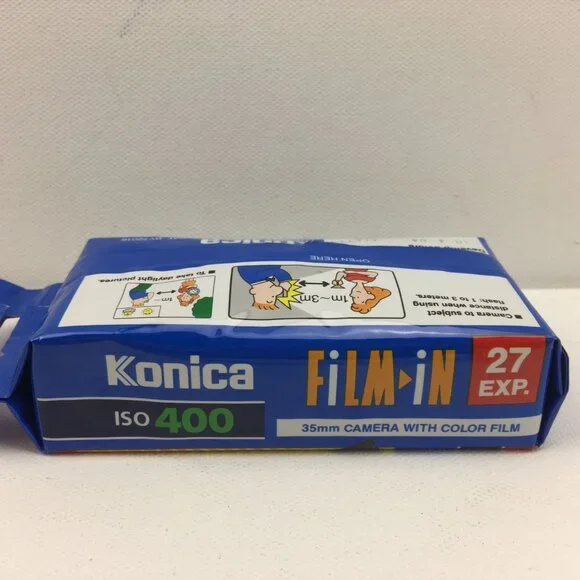 Konica
FiLM▸iN
27
EXP.
ISO 400
35mm CAMERA WITH COLOR FILM
OPEN HERE
Konica
■ To take daylight pictures.
1m→
1m~3m
■ Camera to subject
distance when using
flash: 1 to 3 meters.